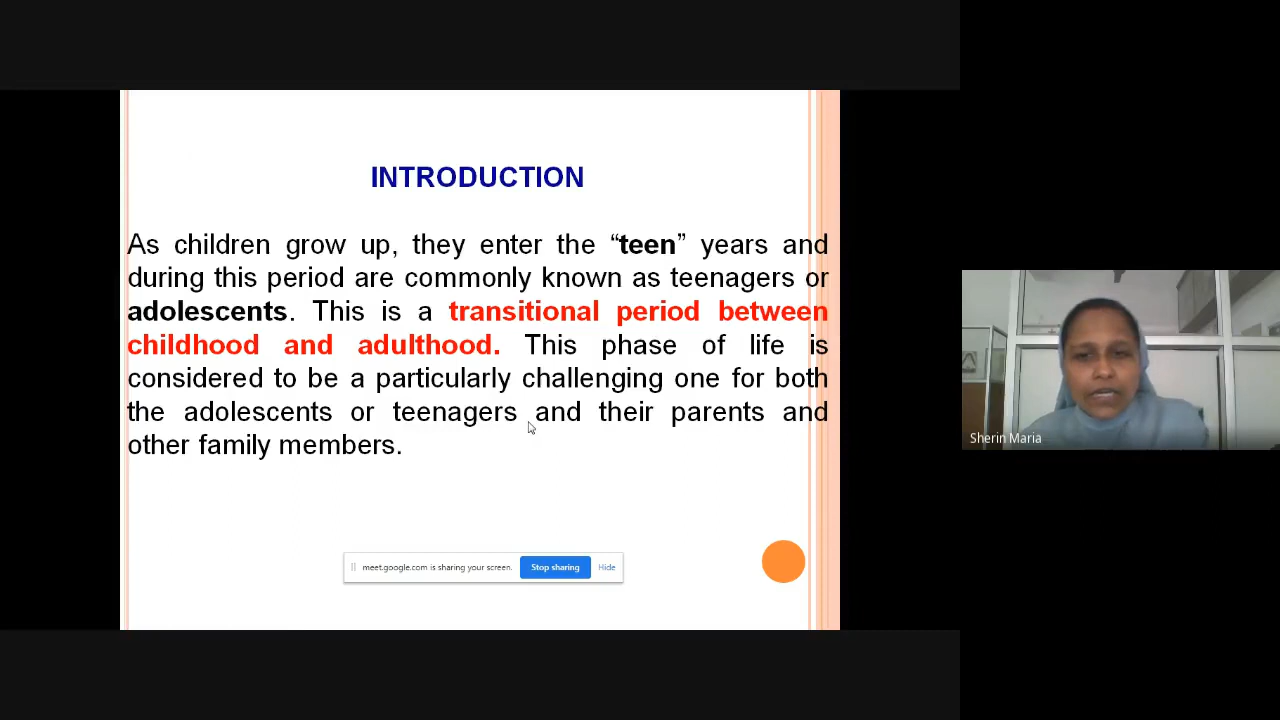 INTRODUCTION
As children grow up, they enter the “teen” years and
during this period are commonly known as teenagers or
adolescents. This is a transitional period between
childhood and adulthood. This phase of life is
considered to be a particularly challenging one for both
the adolescents or teenagers and their parents and
other family members.
meet.google.com is sharing your screen. Stop sharing Hide
Sherin Maria